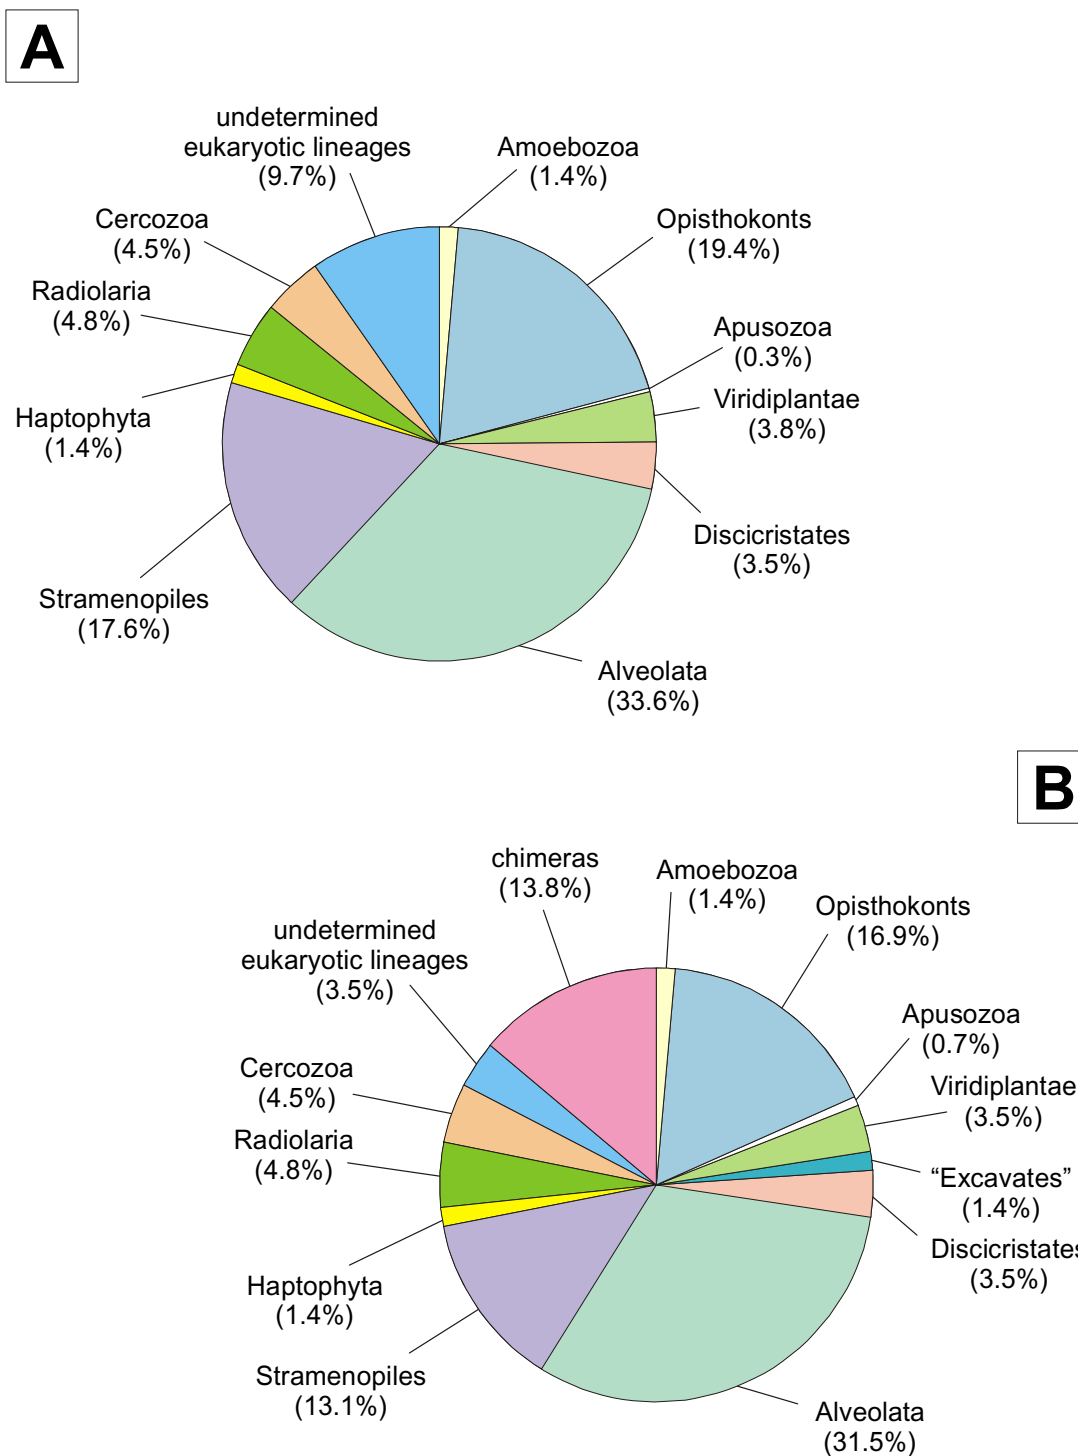 A
undetermined
eukaryotic lineages
(9.7%)
Amoebozoa
(1.4%)
Cercozoa
(4.5%)
Opisthokonts
(19.4%)
Radiolaria
(4.8%)
Apusozoa
(0.3%)
Viridiplantae
(3.8%)
Haptophyta
(1.4%)
Discicristates
(3.5%)
Stramenopiles
(17.6%)
Alveolata
(33.6%)
B
chimeras
(13.8%)
Amoebozoa
(1.4%)
Opisthokonts
(16.9%)
undetermined
eukaryotic lineages
(3.5%)
Apusozoa
(0.7%)
Cercozoa
(4.5%)
Viridiplantae
(3.5%)
Radiolaria
(4.8%)
“Excavates”
(1.4%)
Discicristates
(3.5%)
Haptophyta
(1.4%)
Stramenopiles
(13.1%)
Alveolata
(31.5%)